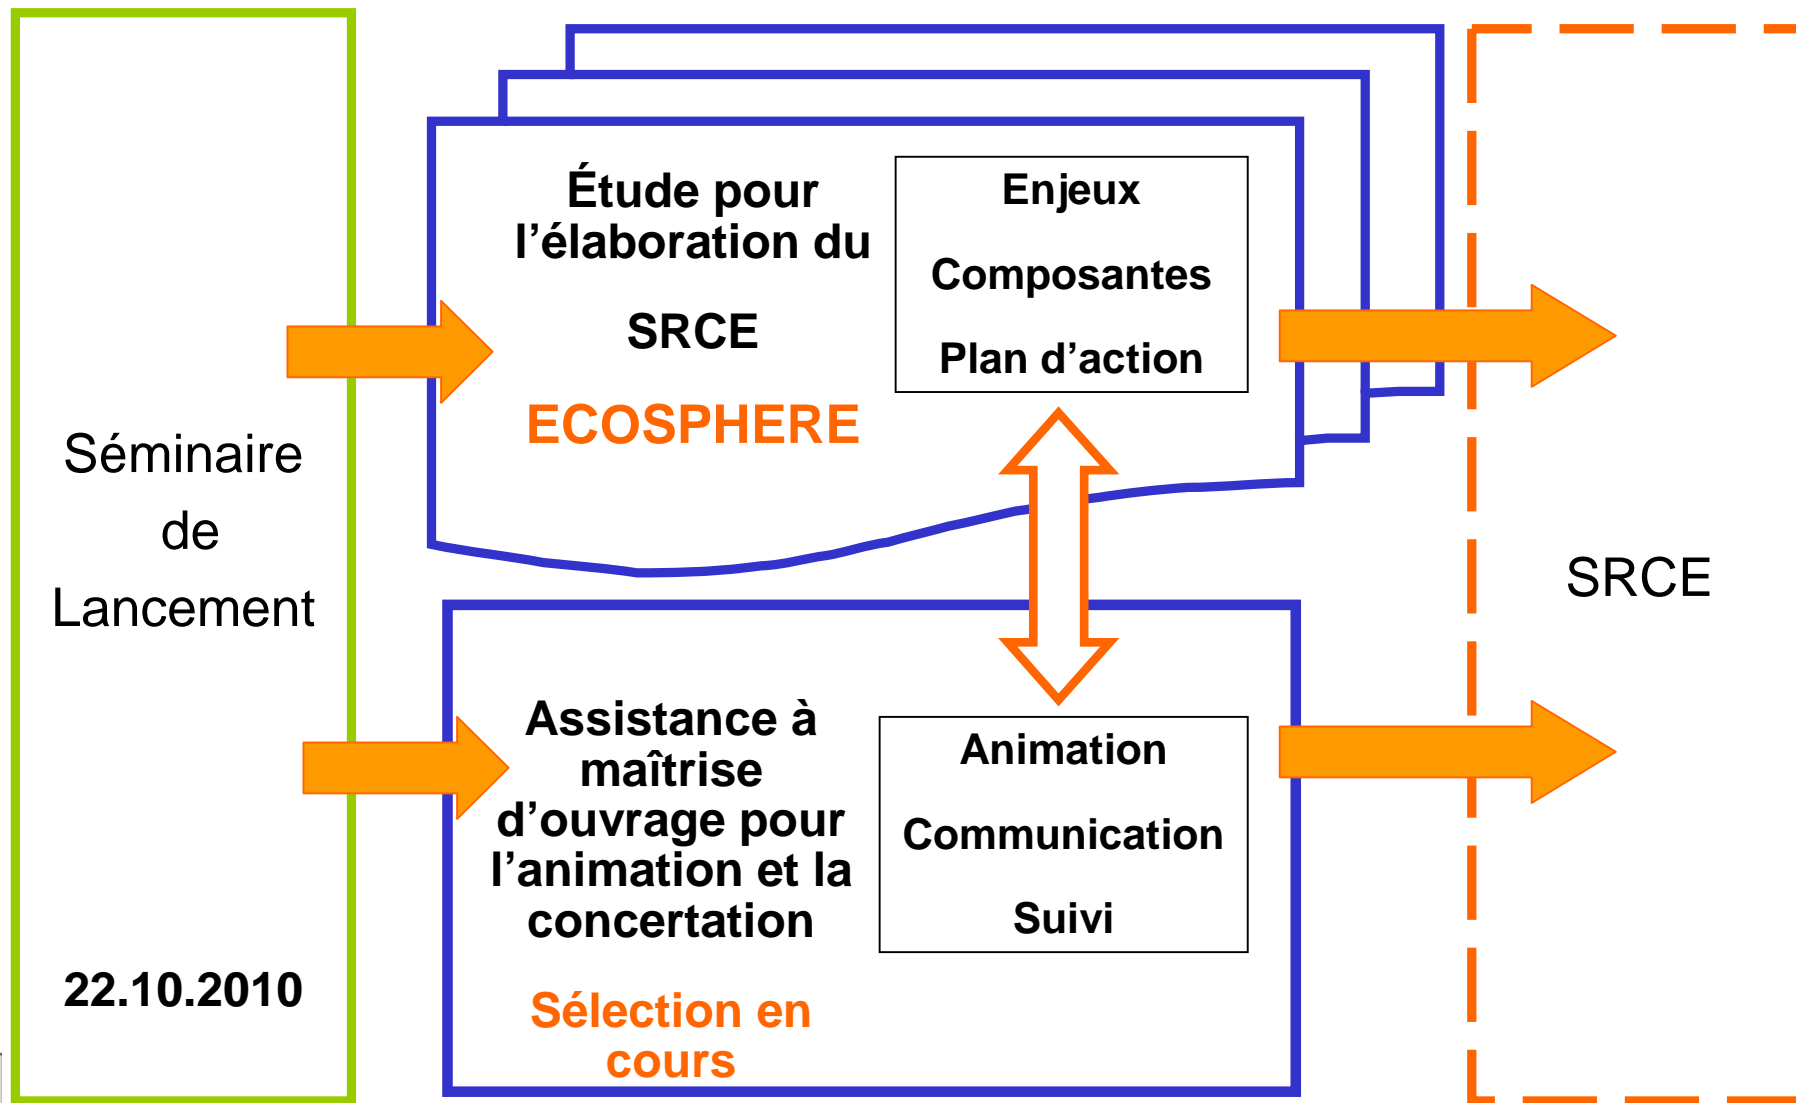 Séminaire
de
Lancement
22.10.2010
Étude pour
l’élaboration du
SRCE
ECOSPHERE
Enjeux
Composantes
Plan d’action
Assistance à
maîtrise
d’ouvrage pour
l’animation et la
concertation
Sélection en
cours
Animation
Communication
Suivi
SRCE